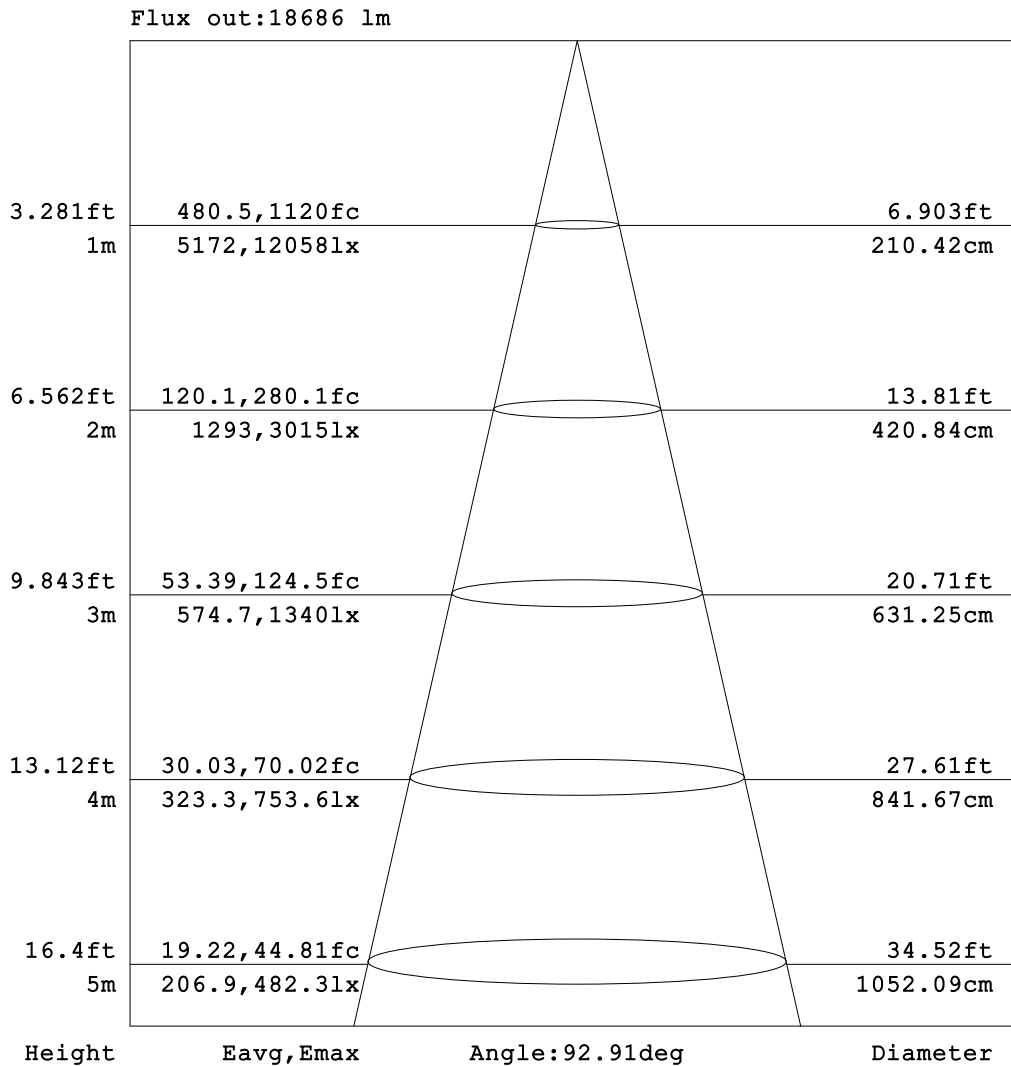 Flux out:18686 lm
3.281ft 480.5,1120fc 6.903ft
1m 5172,12058lx 210.42cm
6.562ft 120.1,280.1fc 13.81ft
2m 1293,3015lx 420.84cm
9.843ft 53.39,124.5fc 20.71ft
3m 574.7,1340lx 631.25cm
13.12ft 30.03,70.02fc 27.61ft
4m 323.3,753.6lx 841.67cm
16.4ft 19.22,44.81fc 34.52ft
5m 206.9,482.3lx 1052.09cm
Height Eavg,Emax Angle:92.91deg Diameter